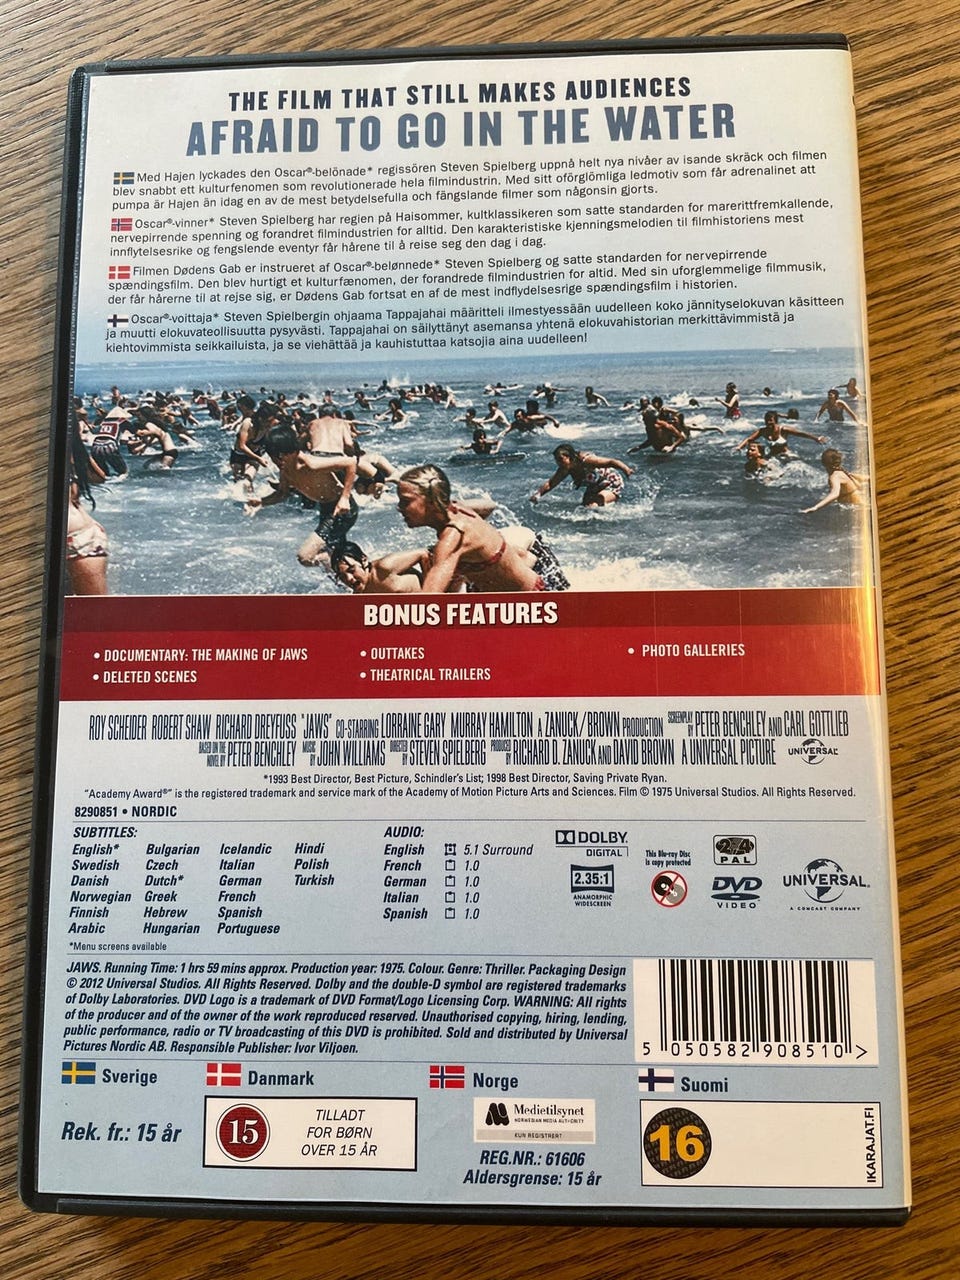 THE FILM THAT STILL MAKES AUDIENCES
AFRAID TO GO IN THE WATER
Med Hajen lyckades den Oscar®-belönade* regissören Steven Spielberg uppnå helt nya nivåer av isande skräck och filmen
blev snabbt ett kulturfenomen som revolutionerade hela filmindustrin. Med sitt oförglömliga ledmotiv som får adrenalinet att
pumpa är Hajen än idag en av de mest betydelsefulla och fängslande filmer som någonsin gjorts.
Oscar®-vinner* Steven Spielberg har regien på Haisommer, kultklassikeren som satte standarden for marerittfremkallende,
nervepirrende spenning og forandret filmindustrien for alltid. Den karakteristiske kjenningsmelodien til filmhistoriens mest
innflytelsesrike og fengslende eventyr får hårene til å reise seg den dag i dag.
Filmen Dødens Gab er instrueret af Oscar®-belønnede* Steven Spielberg og satte standarden for nervepirrende
spændingsfilm. Den blev hurtigt et kulturfænomen, der forandrede filmindustrien for altid. Med sin uforglemmelige filmmusik,
der får hårerne til at rejse sig, er Dødens Gab fortsat en af de mest indflydelsesrige spændingsfilm i historien.
Oscar®-voittaja* Steven Spielbergin ohjaama Tappajahai määritteli ilmestyessään uudelleen koko jännityselokuvan käsitteen
ja muutti elokuvateollisuutta pysyvästi. Tappajahai on säilyttänyt asemansa yhtenä elokuvahistorian merkittävimmistä ja
kiehtovimmista seikkailuista, ja se viehättää ja kauhistuttaa katsojia aina uudelleen!
BONUS FEATURES
• DOCUMENTARY: THE MAKING OF JAWS
• DELETED SCENES
• OUTTAKES
• THEATRICAL TRAILERS
• PHOTO GALLERIES
ROY SCHEIDER ROBERT SHAW RICHARD DREYFUSS "JAWS" CO-STARRING LORRAINE GARY MURRAY HAMILTON A ZANUCK/BROWN PRODUCTION SCREENPLAY BY PETER BENCHLEY AND CARL GOTTLIEB
BASED ON THE NOVEL BY PETER BENCHLEY MUSIC BY JOHN WILLIAMS DIRECTED BY STEVEN SPIELBERG PRODUCED BY RICHARD D. ZANUCK AND DAVID BROWN A UNIVERSAL PICTURE UNIVERSAL
*1993 Best Director, Best Picture, Schindler's List; 1998 Best Director, Saving Private Ryan.
"Academy Award®" is the registered trademark and service mark of the Academy of Motion Picture Arts and Sciences. Film © 1975 Universal Studios. All Rights Reserved.
8290851 • NORDIC
SUBTITLES:
English* Bulgarian Icelandic Hindi
Swedish Czech Italian Polish
Danish Dutch* German Turkish
Norwegian Greek French
Finnish Hebrew Spanish
Arabic Hungarian Portuguese
*Menu screens available
AUDIO:
English 5.1 Surround
French 1.0
German 1.0
Italian 1.0
Spanish 1.0
DOLBY
DIGITAL
2.35:1
ANAMORPHIC
WIDESCREEN
This Blu-ray Disc
is copy protected
2 4
PAL
DVD
VIDEO
UNIVERSAL
A COMCAST COMPANY
JAWS. Running Time: 1 hrs 59 mins approx. Production year: 1975. Colour. Genre: Thriller. Packaging Design
© 2012 Universal Studios. All Rights Reserved. Dolby and the double-D symbol are registered trademarks
of Dolby Laboratories. DVD Logo is a trademark of DVD Format/Logo Licensing Corp. WARNING: All rights
of the producer and of the owner of the work reproduced reserved. Unauthorised copying, hiring, lending,
public performance, radio or TV broadcasting of this DVD is prohibited. Sold and distributed by Universal
Pictures Nordic AB. Responsible Publisher: Ivor Viljoen.
5 050582 908510 >
Sverige
Rek. fr.: 15 år
Danmark
15
TILLADT
FOR BØRN
OVER 15 ÅR
Norge
Medietilsynet
NORWEGIAN MEDIA AUTHORITY
KUN REGISTRERT
REG.NR.: 61606
Aldersgrense: 15 år
Suomi
16
IKARAJAT.FI